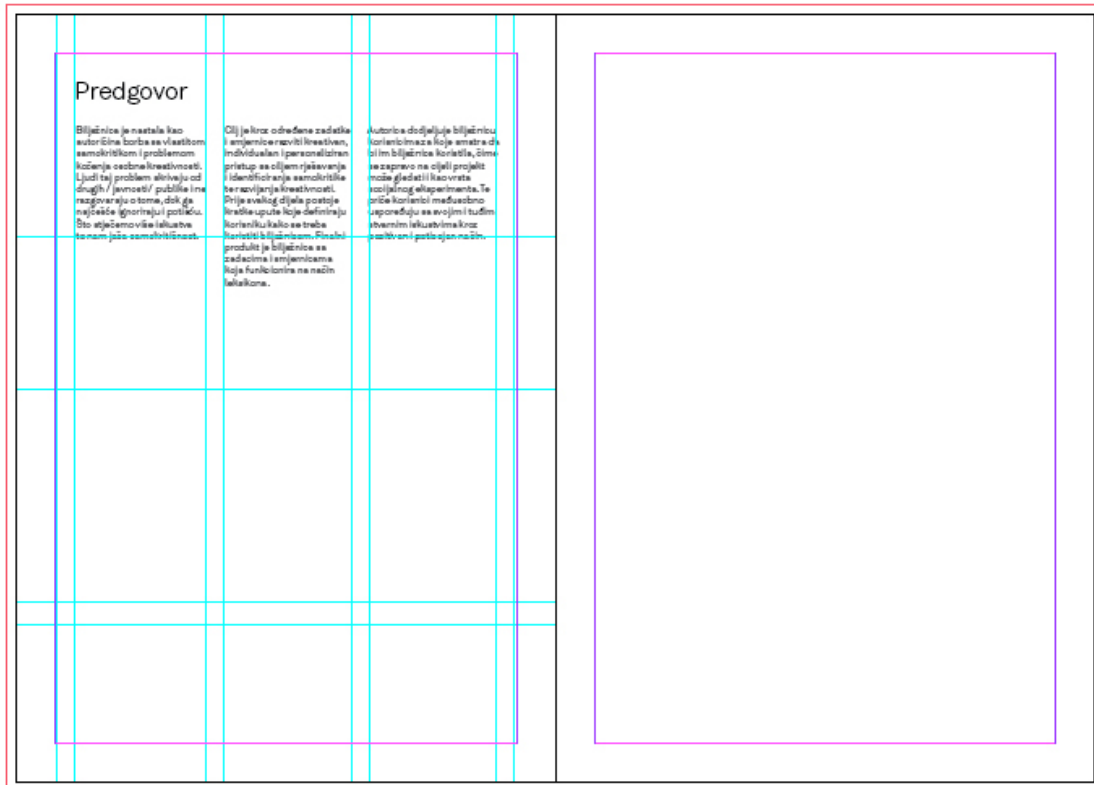 Predgovor
Bilježnica je nastala kao
autoričina borba sa vlastitom
samokritikom i problemom
kočenja osobne kreativnosti.
Ljudi taj problem skrivaju od
drugih / javnosti/ publike i ne
razgovaraju o tome, dok ga
najčešće ignoriraju i potisću.
Što stječemo više iskustva
to nam jača samokritičnost.
Cilj je kroz određene zadatke
i smjernice razviti kreativan,
individualan i personaliziran
pristup sa ciljem rješavanja
i identificiranja samokritike
te razvijanja kreativnosti.
Prije svakog dijela postoje
kratke upute koje definiraju
korisniku kako se treba
koristiti bilježnicom. Finalni
produkt je bilježnica sa
zadacima i smjernicama
koja funkcionira na način
leksikona.
Autorica dodjeljuje bilježnicu
korisnicima za koje smatra da
bi im bilježnica koristila, čime
se zapravo na cijeli projekt
može gledati i kao vrsta
socijalnog eksperimenta. Te
priče korisnici međusobno
uspoređuju sa svojim i tuđim
stvarnim iskustvima kroz
pozitivan i poticajan način.